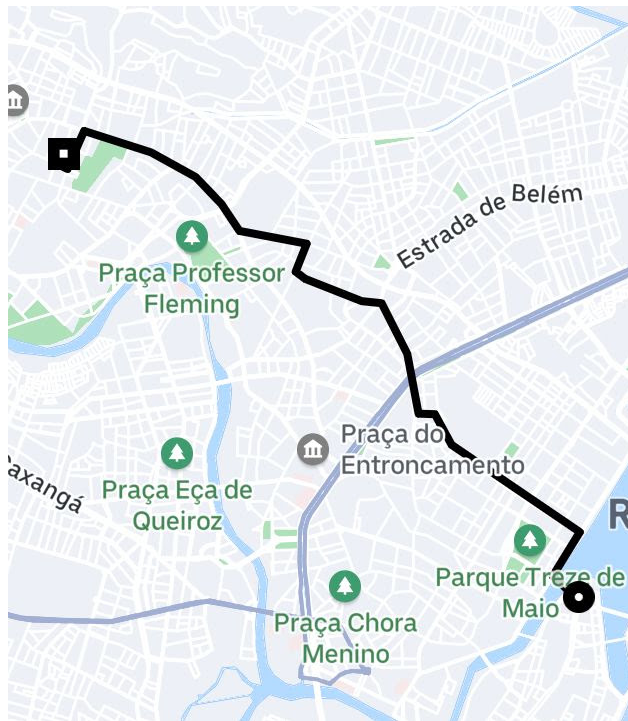 Estrada de Belém
Praça Professor
Fleming
Praça do
Entroncamento
axangá
Praça Eça de
Queiroz
R
Parque Treze de
Maio
Praça Chora
Menino